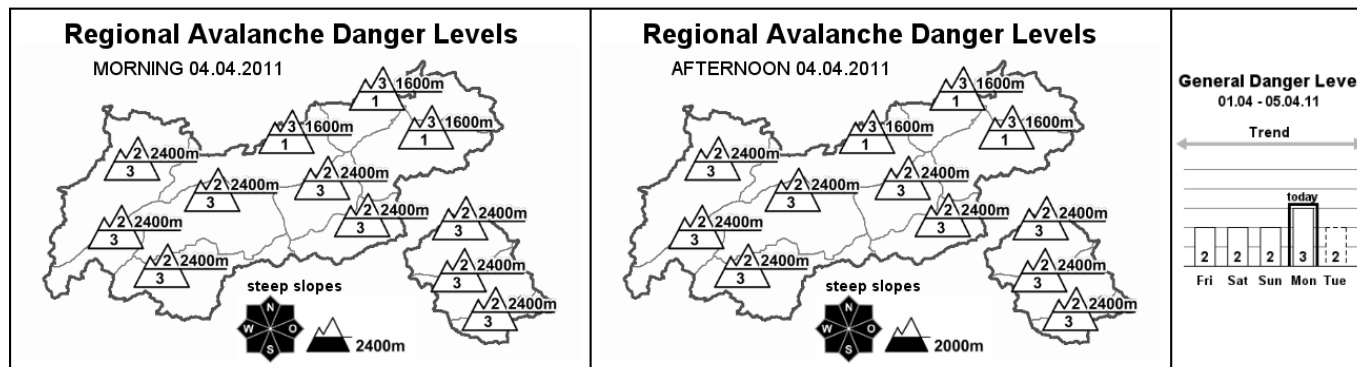 Regional Avalanche Danger Levels
MORNING 04.04.2011
3 1600m
1
3 1600m
1
3 1600m
1
2 2400m
3
2 2400m
3
2 2400m
3
2 2400m
3
2 2400m
3
2 2400m
3
2 2400m
3
2 2400m
3
2 2400m
3
steep slopes
N
W O
S
2400m
Regional Avalanche Danger Levels
AFTERNOON 04.04.2011
3 1600m
1
3 1600m
1
3 1600m
1
2 2400m
3
2 2400m
3
2 2400m
3
2 2400m
3
2 2400m
3
2 2400m
3
2 2400m
3
2 2400m
3
2 2400m
3
steep slopes
N
W O
S
2000m
General Danger Leve
01.04 - 05.04.11
Trend
today
2 2 2 3 2
Fri Sat Sun Mon Tue